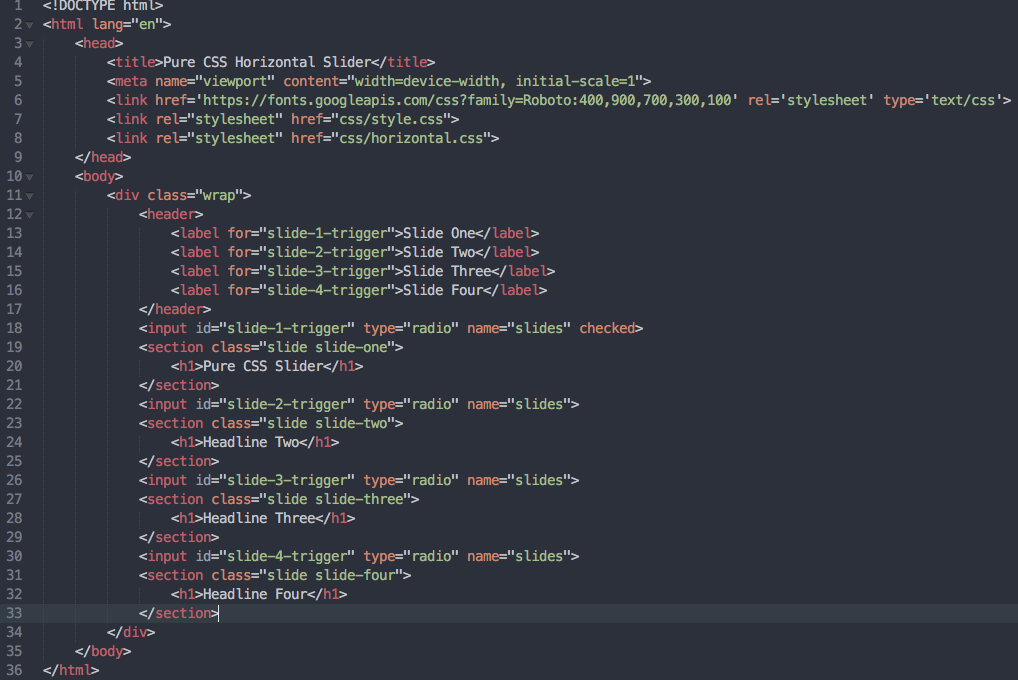 1 <!DOCTYPE html>
2 <html lang="en">
3     <head>
4         <title>Pure CSS Horizontal Slider</title>
5         <meta name="viewport" content="width=device-width, initial-scale=1">
6         <link href='https://fonts.googleapis.com/css?family=Roboto:400,900,700,300,100' rel='stylesheet' type='text/css'>
7         <link rel="stylesheet" href="css/style.css">
8         <link rel="stylesheet" href="css/horizontal.css">
9     </head>
10     <body>
11         <div class="wrap">
12             <header>
13                 <label for="slide-1-trigger">Slide One</label>
14                 <label for="slide-2-trigger">Slide Two</label>
15                 <label for="slide-3-trigger">Slide Three</label>
16                 <label for="slide-4-trigger">Slide Four</label>
17             </header>
18             <input id="slide-1-trigger" type="radio" name="slides" checked>
19             <section class="slide slide-one">
20                 <h1>Pure CSS Slider</h1>
21             </section>
22             <input id="slide-2-trigger" type="radio" name="slides">
23             <section class="slide slide-two">
24                 <h1>Headline Two</h1>
25             </section>
26             <input id="slide-3-trigger" type="radio" name="slides">
27             <section class="slide slide-three">
28                 <h1>Headline Three</h1>
29             </section>
30             <input id="slide-4-trigger" type="radio" name="slides">
31             <section class="slide slide-four">
32                 <h1>Headline Four</h1>
33             </section>
34         </div>
35     </body>
36 </html>